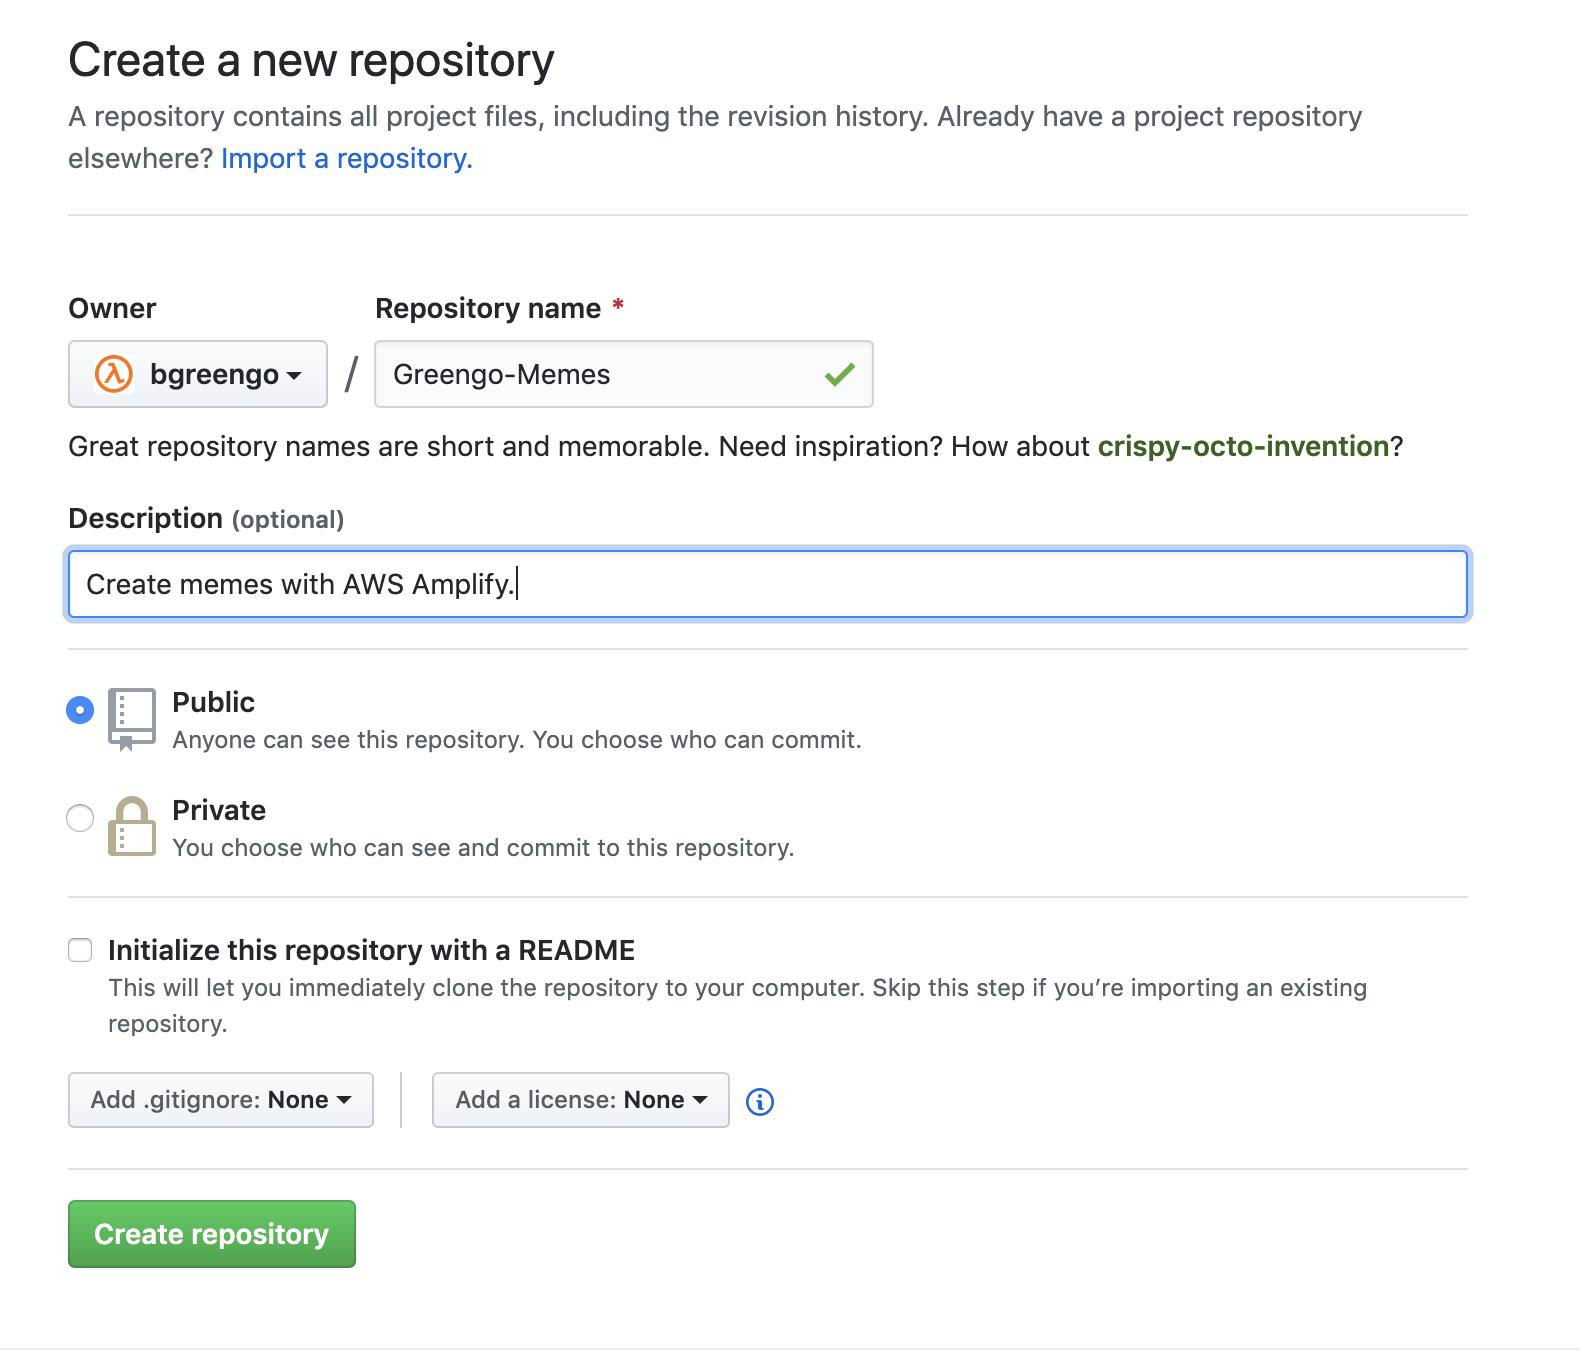 Create a new repository
A repository contains all project files, including the revision history. Already have a project repository
elsewhere? Import a repository.
Owner
Repository name *
bgreengo / Greengo-Memes
Great repository names are short and memorable. Need inspiration? How about crispy-octo-invention?
Description (optional)
Create memes with AWS Amplify.
Public
Anyone can see this repository. You choose who can commit.
Private
You choose who can see and commit to this repository.
Initialize this repository with a README
This will let you immediately clone the repository to your computer. Skip this step if you’re importing an existing
repository.
Add .gitignore: None
Add a license: None
Create repository